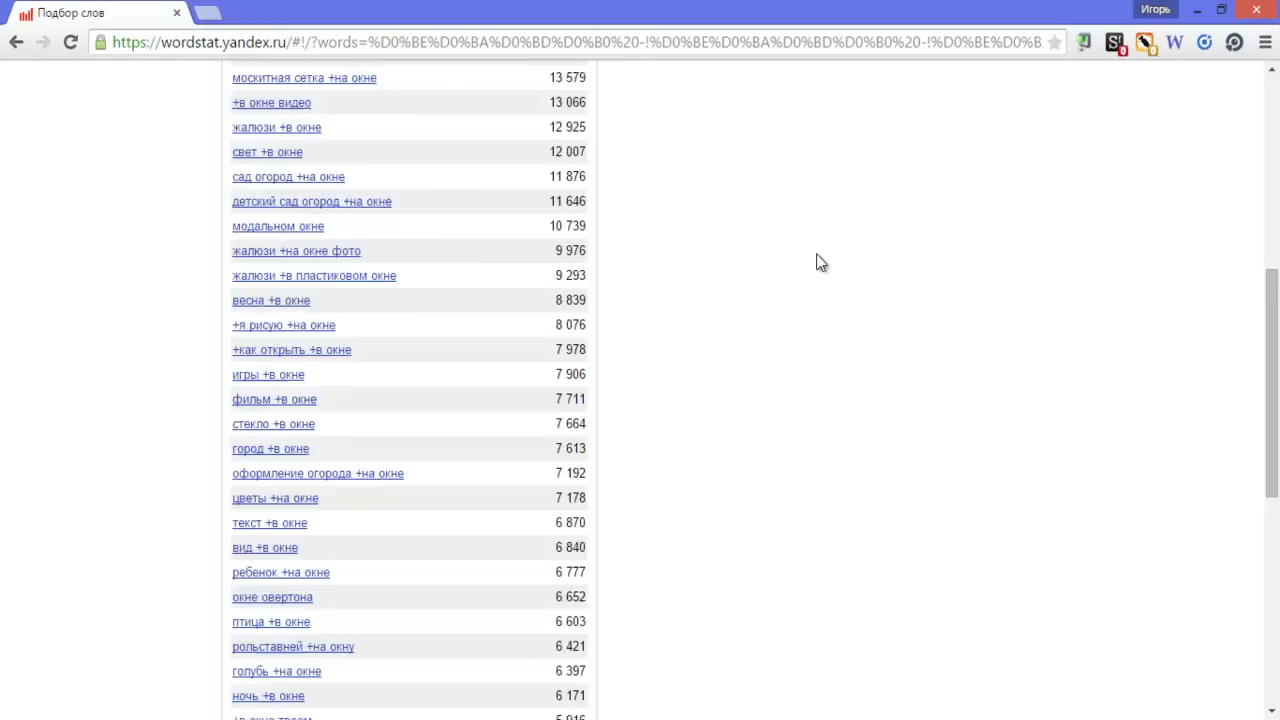 Подбор слов
Игорь
https://wordstat.yandex.ru/#!/?words=%D0%BE%D0%BA%D0%BD%D0%B0%20-!%D0%BE%D0%BA%D0%BD%D0%B0%20-!%D0%BE%D0%B
москитная сетка +на окне 13 579
+в окне видео 13 066
жалюзи +в окне 12 925
свет +в окне 12 007
сад огород +на окне 11 876
детский сад огород +на окне 11 646
модальном окне 10 739
жалюзи +на окне фото 9 976
жалюзи +в пластиковом окне 9 293
весна +в окне 8 839
+я рисую +на окне 8 076
+как открыть +в окне 7 978
игры +в окне 7 906
фильм +в окне 7 711
стекло +в окне 7 664
город +в окне 7 613
оформление огорода +на окне 7 192
цветы +на окне 7 178
текст +в окне 6 870
вид +в окне 6 840
ребенок +на окне 6 777
окне овертона 6 652
птица +в окне 6 603
рольставней +на окну 6 421
голубь +на окне 6 397
ночь +в окне 6 171